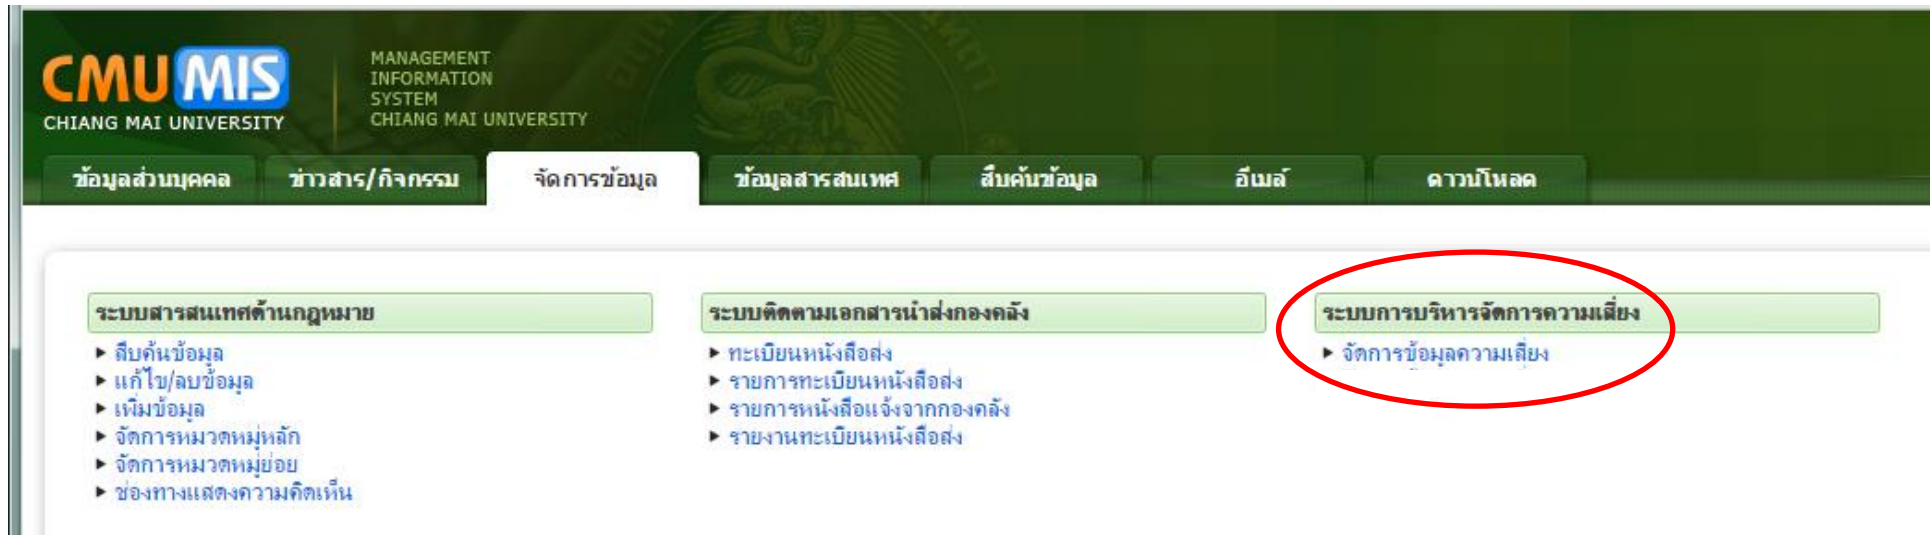 CMU MIS
CHIANG MAI UNIVERSITY
MANAGEMENT
INFORMATION
SYSTEM
CHIANG MAI UNIVERSITY
ข้อมูลส่วนบุคคล ข่าวสาร/กิจกรรม จัดการข้อมูล ข้อมูลสารสนเทศ สืบค้นข้อมูล อีเมล์ ดาวน์โหลด
ระบบสารสนเทศด้านกฎหมาย
สืบค้นข้อมูล
แก้ไข/ลบข้อมูล
เพิ่มข้อมูล
จัดการหมวดหมู่หลัก
จัดการหมวดหมู่ย่อย
ช่องทางแสดงความคิดเห็น
ระบบติดตามเอกสารนำส่งกองคลัง
ทะเบียนหนังสือส่ง
รายการทะเบียนหนังสือส่ง
รายการหนังสือแจ้งจากกองคลัง
รายงานทะเบียนหนังสือส่ง
ระบบการบริหารจัดการความเสี่ยง
จัดการข้อมูลความเสี่ยง